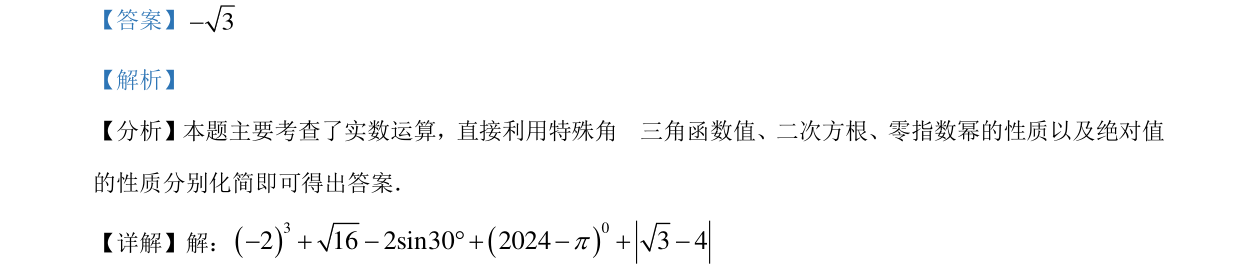 【答案】$-\sqrt{3}$
【解析】
【分析】本题主要考查了实数运算，直接利用特殊角 三角函数值、二次方根、零指数幂的性质以及绝对值
的性质分别化简即可得出答案．
【详解】解：$(-2)^3+\sqrt{16}-2\sin30°+(2024-\pi)^0+|\sqrt{3}-4|$